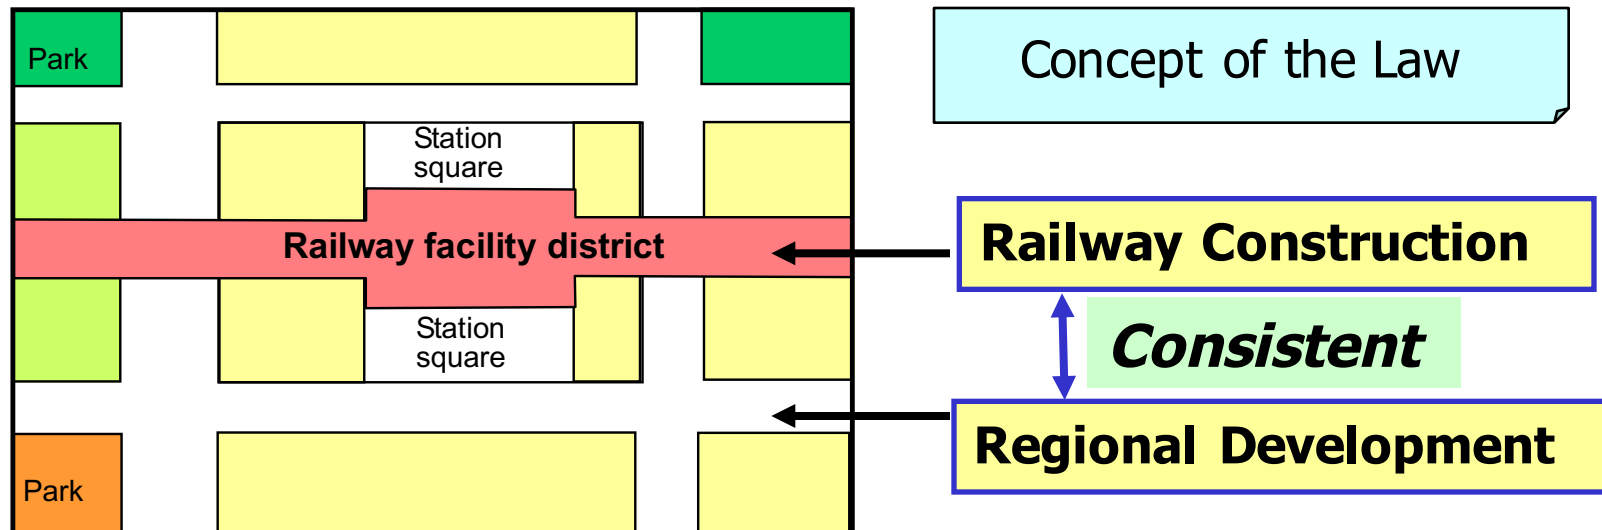 Park
Concept of the Law
Station
square
Railway Construction
Railway facility district
Consistent
Station
square
Regional Development
Park